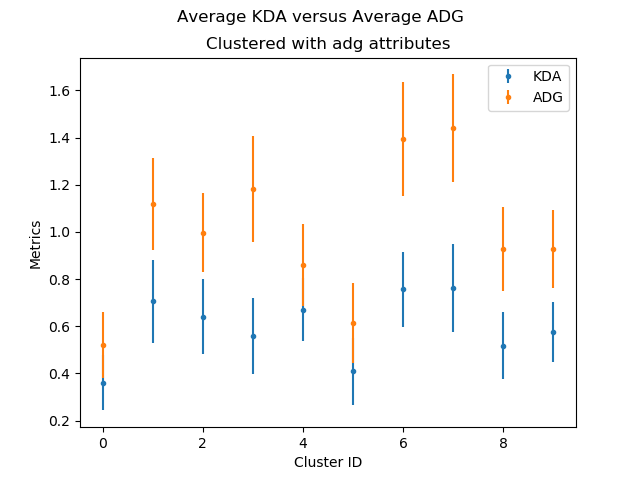 Average KDA versus Average ADG
Clustered with adg attributes
KDA
ADG
1.6
1.4
1.2
1.0
0.8
0.6
0.4
0.2
Metrics
0 2 4 6 8
Cluster ID